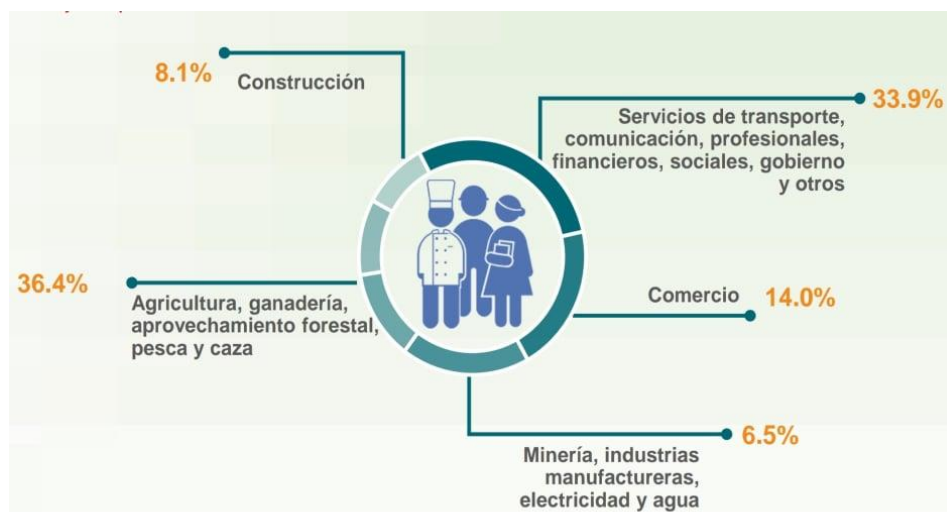 8.1%
Construcción
33.9%
Servicios de transporte,
comunicación, profesionales,
financieros, sociales, gobierno
y otros
36.4%
Agricultura, ganadería,
aprovechamiento forestal,
pesca y caza
Comercio
14.0%
6.5%
Minería, industrias
manufactureras,
electricidad y agua